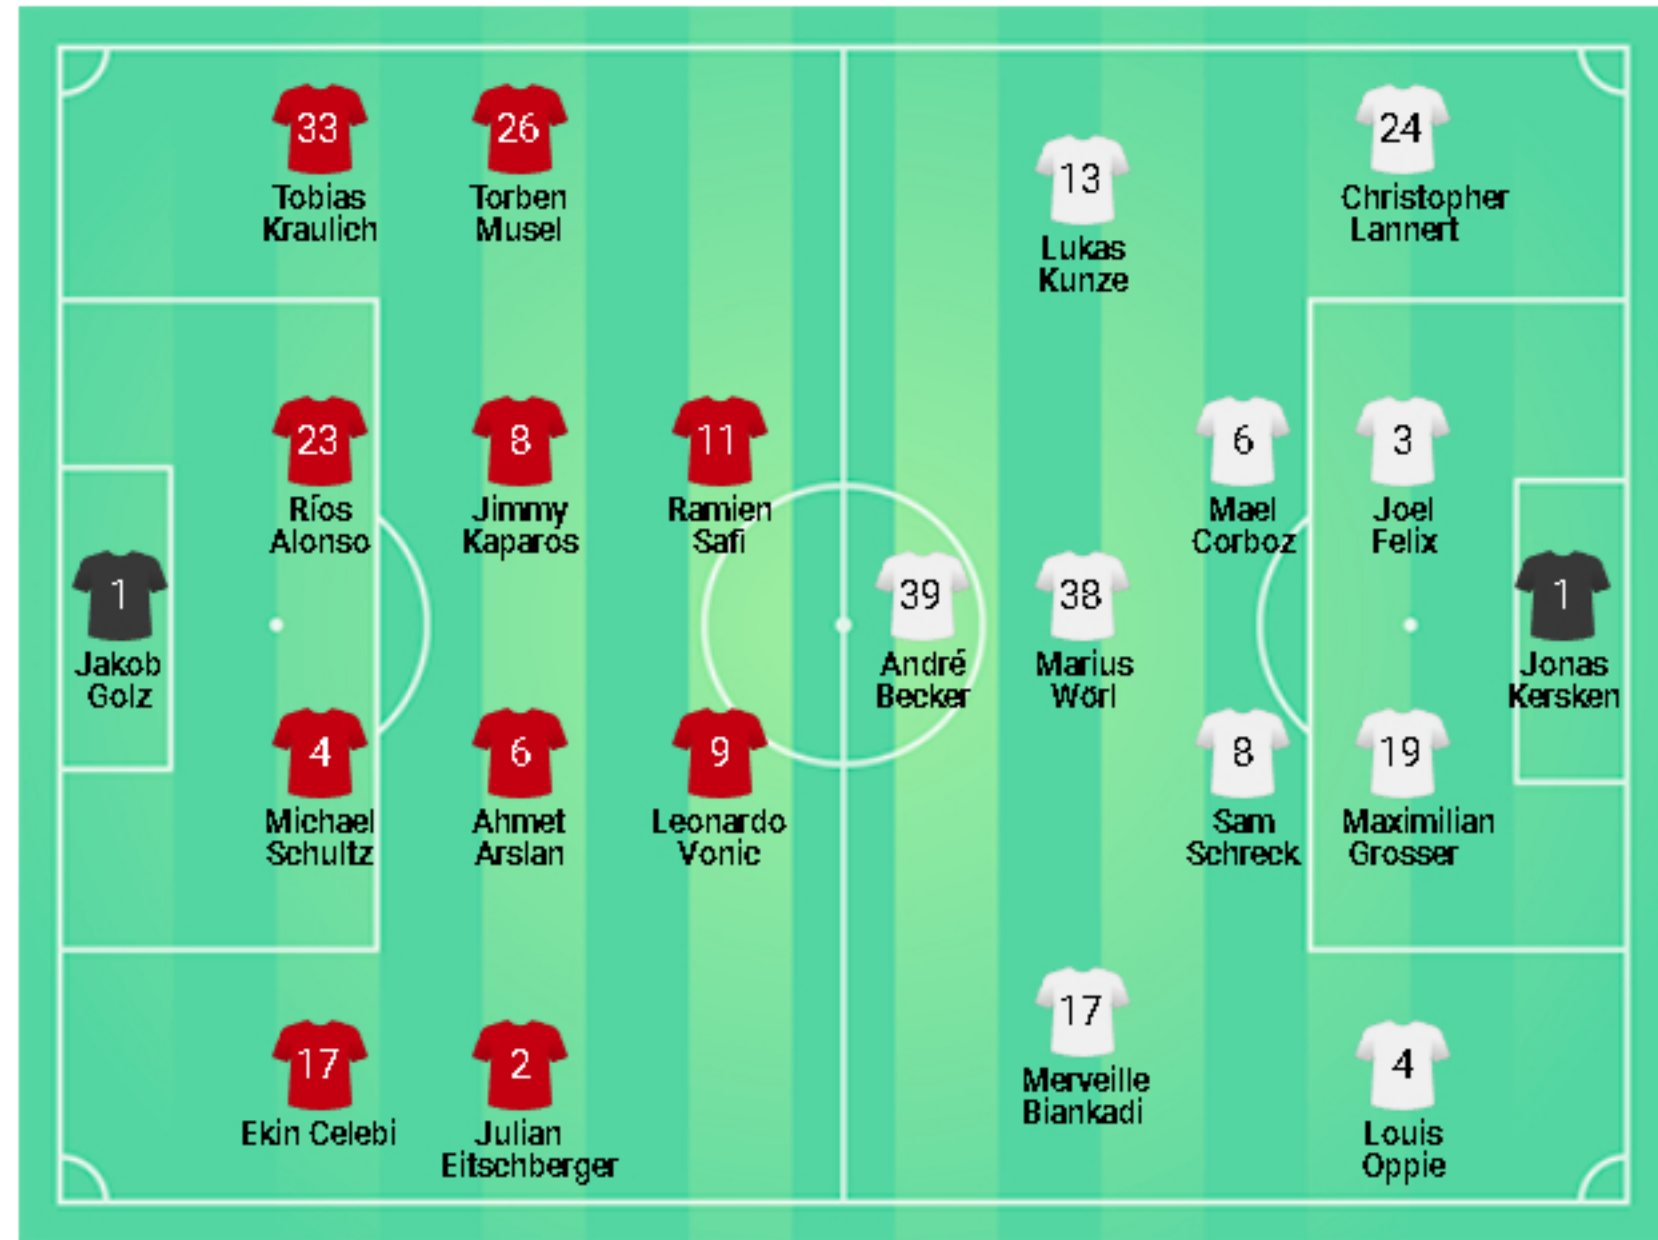 33
Tobias
Kraulich
26
Torben
Musel
13
Lukas
Kunze
24
Christopher
Lannert
23
Ríos
Alonso
8
Jimmy
Kaparos
11
Ramien
Safi
6
Mael
Corboz
3
Joel
Felix
1
Jakob
Golz
39
André
Becker
38
Marius
Wörl
1
Jonas
Kersken
4
Michael
Schultz
6
Ahmet
Arslan
9
Leonardo
Vonic
8
Sam
Schreck
19
Maximilian
Grosser
17
Ekin Celebi
2
Julian
Eitschberger
17
Merveille
Biankadi
4
Louis
Oppie